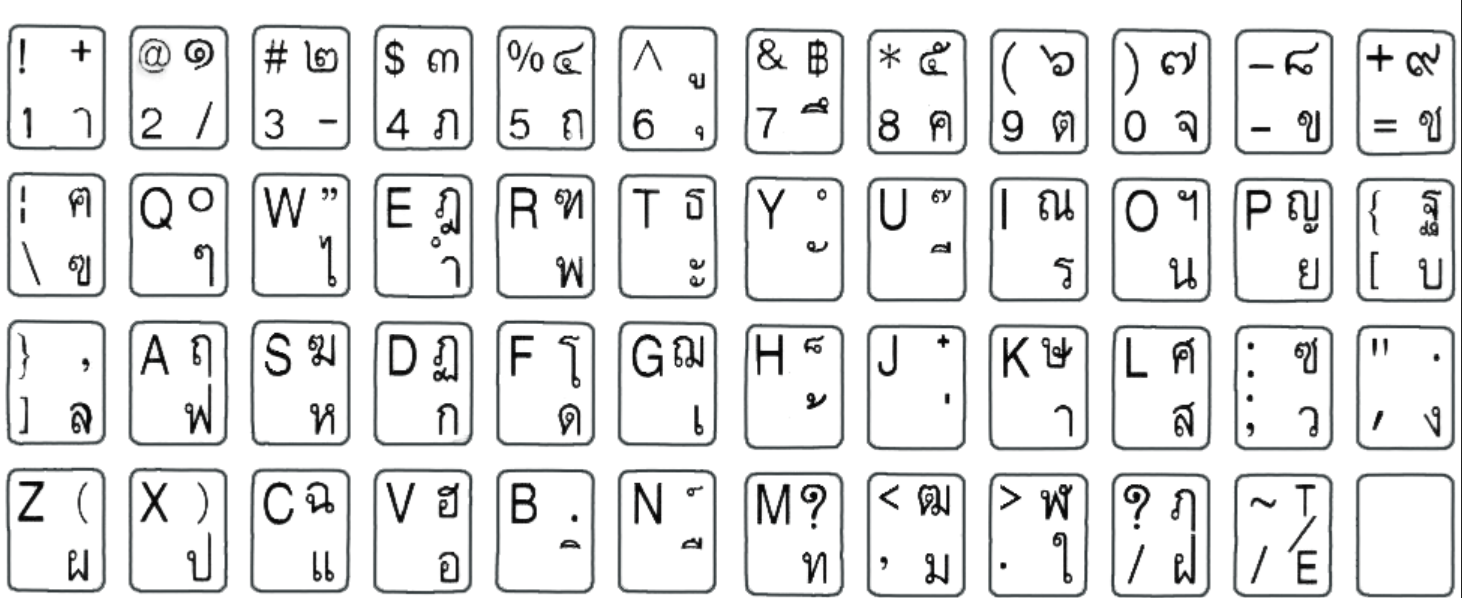 ! + @ ๑ # ๒ $ ๓ % ๔ ^ ู & ฿ * ๕ ( ๖ ) ๗ - ๘ + ๙
1 ๅ 2 / 3 - 4 ภ 5 ถ 6 ุ 7 ึ 8 ค 9 ต 0 จ - ข = ช
¦ ฅ Q ๐ W ” E ฎ R ฑ T ธ Y ํ U ๊ I ณ O ฯ P ญ { ฐ
\ ฃ ๆ ไ ำ พ ะ ั ี ร น ย [ บ
} , A ฤ S ฆ D ฏ F โ G ฌ H ็ J ๋ K ษ L ศ : ซ " .
] ล ฟ ห ก ด เ ้ ่ า ส ; ว ' ง
Z ( X ) C ฉ V ฮ B . N ์ M ? < ฒ > ฬ ? ฦ ~ T/E
ผ ป แ อ ิ ื ท , ม . ใ / ฝ /